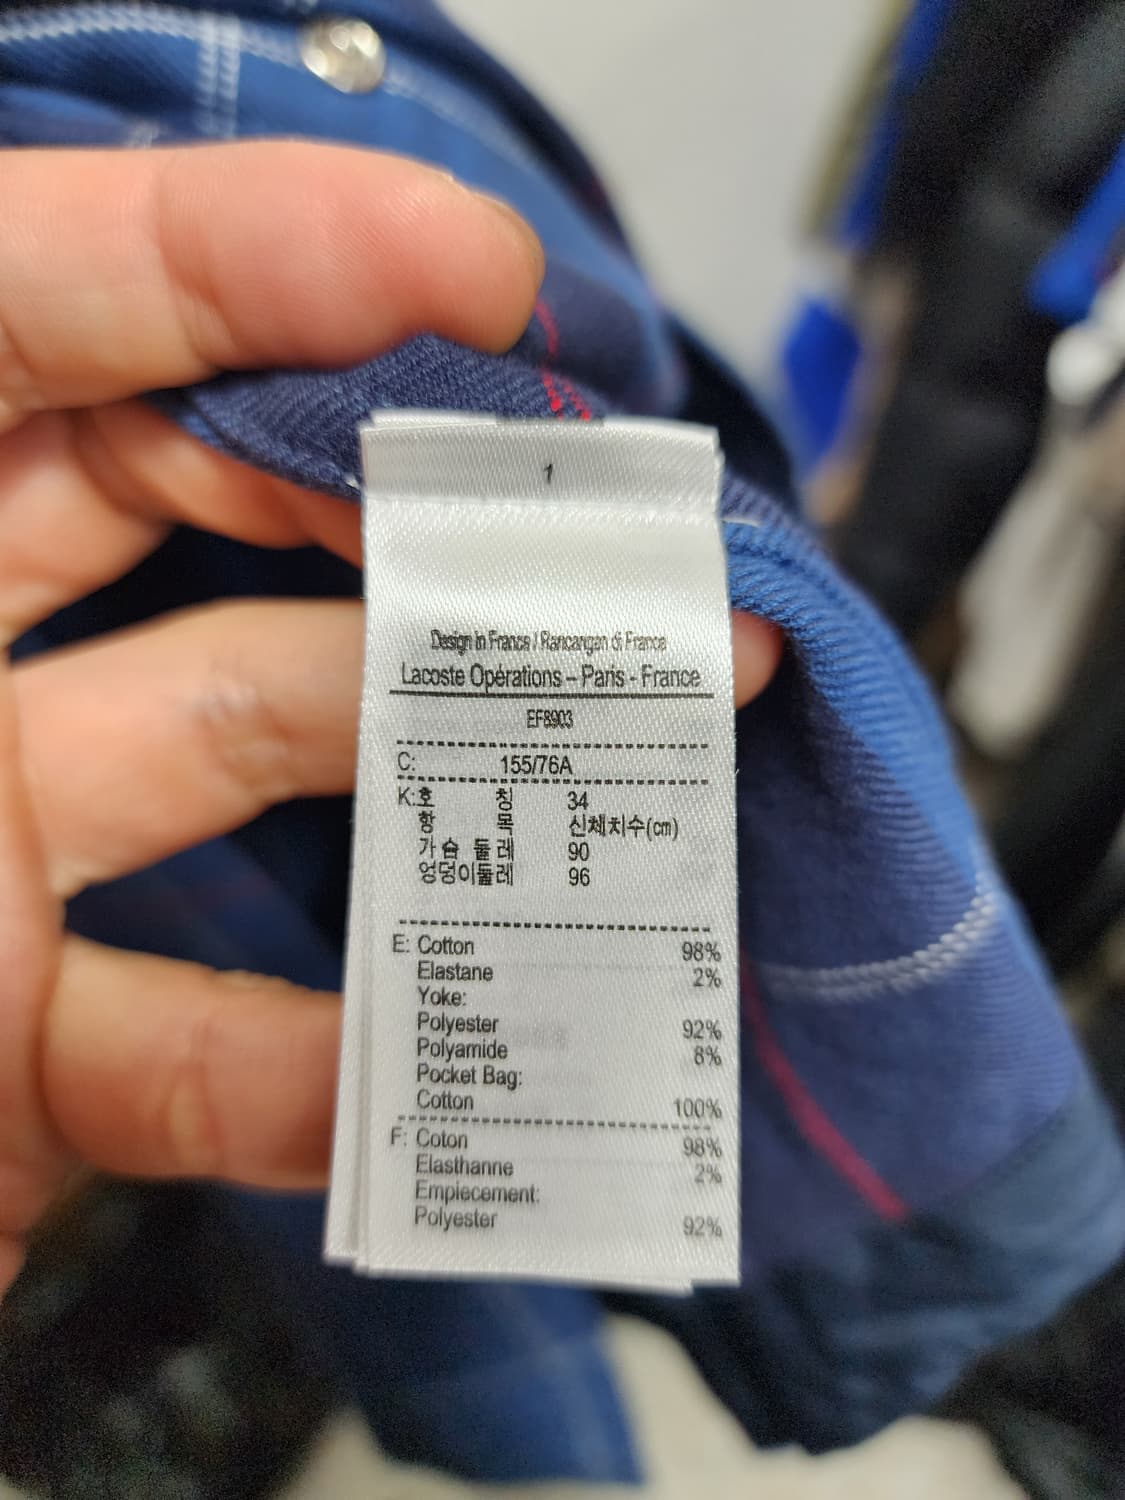 1
Design in France / Rancangan di France
Lacoste Opérations – Paris - France
EF8903
C: 155/76A
K:호 칭 34
항 목 신체치수(cm)
가슴 둘레 90
엉덩이둘레 96
E: Cotton 98%
Elastane 2%
Yoke:
Polyester 92%
Polyamide 8%
Pocket Bag:
Cotton 100%
F: Coton 98%
Elasthanne 2%
Empiecement:
Polyester 92%